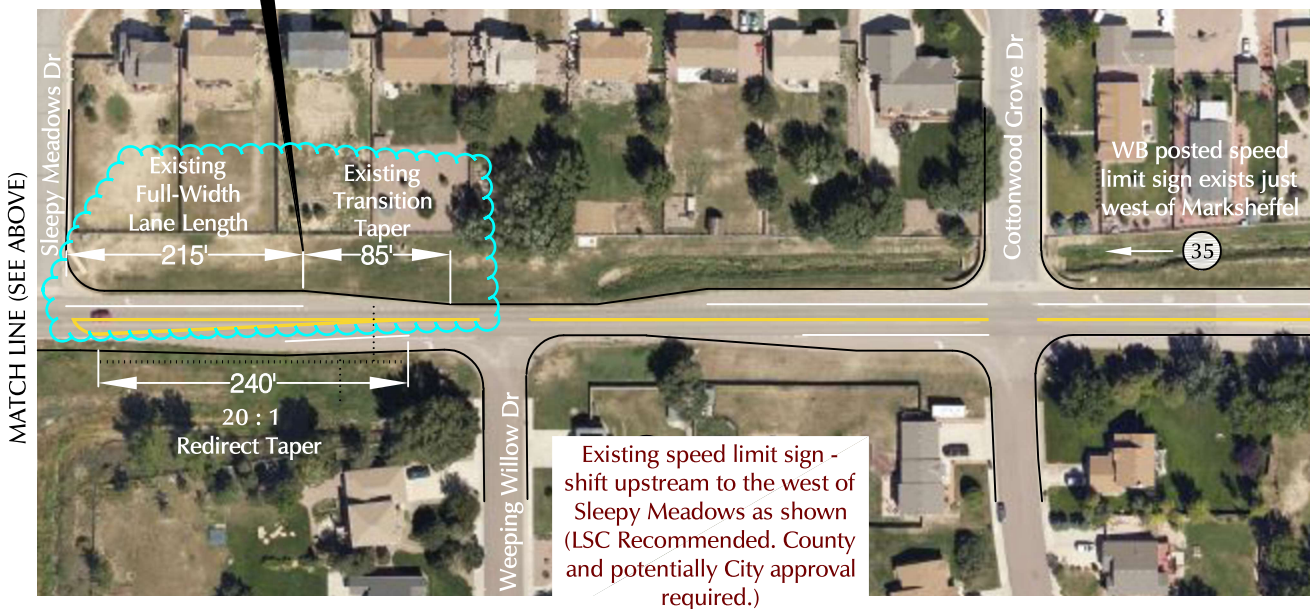 MATCH LINE (SEE ABOVE)
Sleepy Meadows Dr
Existing
Full-Width
Lane Length
215'
Existing
Transition
Taper
85'
Cottonwood Grove Dr
WB posted speed
limit sign exists just
west of Marksheffel
35
240'
20 : 1
Redirect Taper
Weeping Willow Dr
Existing speed limit sign -
shift upstream to the west of
Sleepy Meadows as shown
(LSC Recommended. County
and potentially City approval
required.)